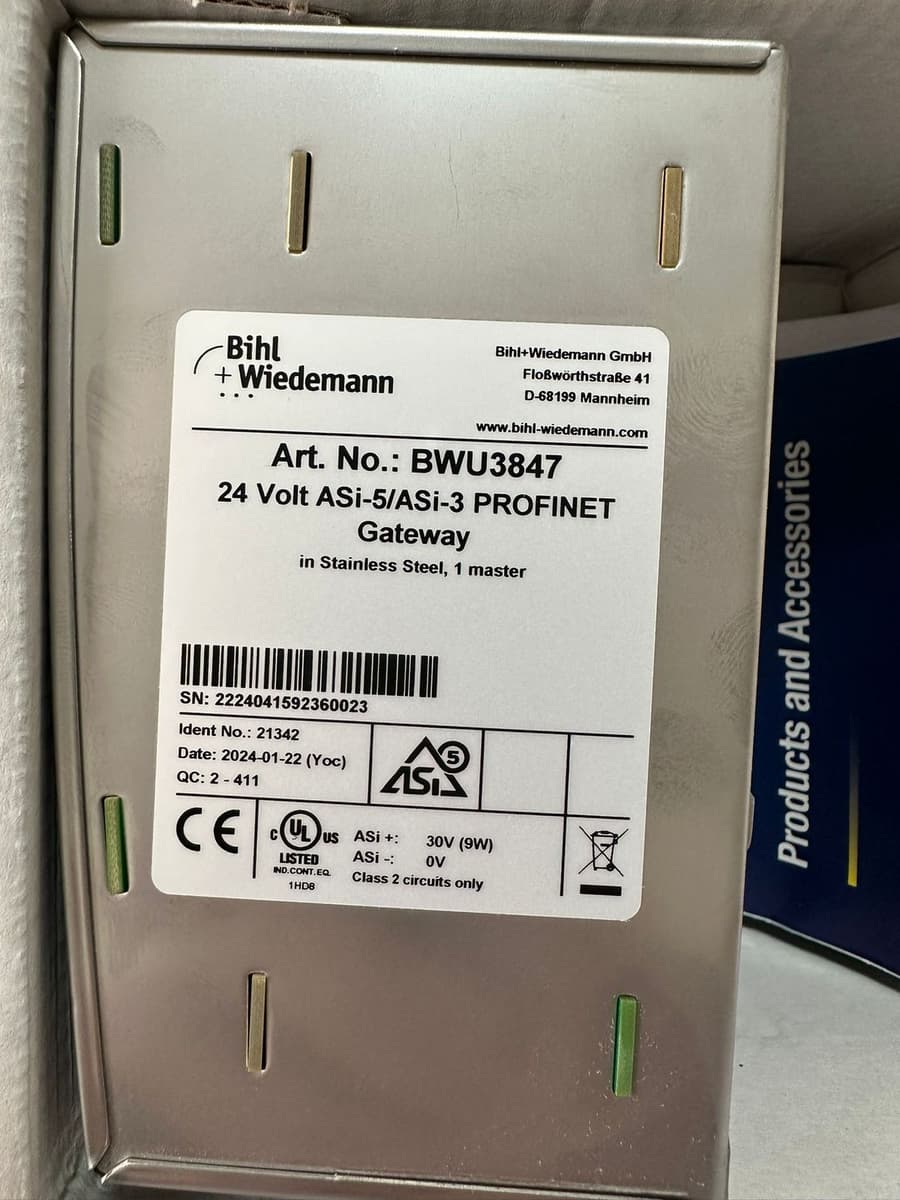 Bihl
+Wiedemann
Bihl+Wiedemann GmbH
Floßwörthstraße 41
D-68199 Mannheim
www.bihl-wiedemann.com
Art. No.: BWU3847
24 Volt ASi-5/ASi-3 PROFINET
Gateway
in Stainless Steel, 1 master
SN: 2224041592360023
Ident No.: 21342
Date: 2024-01-22 (Yoc)
QC: 2 - 411
ASi 5
CE
c UL us
LISTED
IND.CONT.EQ.
1HD8
ASi +: 30V (9W)
ASi -: 0V
Class 2 circuits only
Products and Accessories